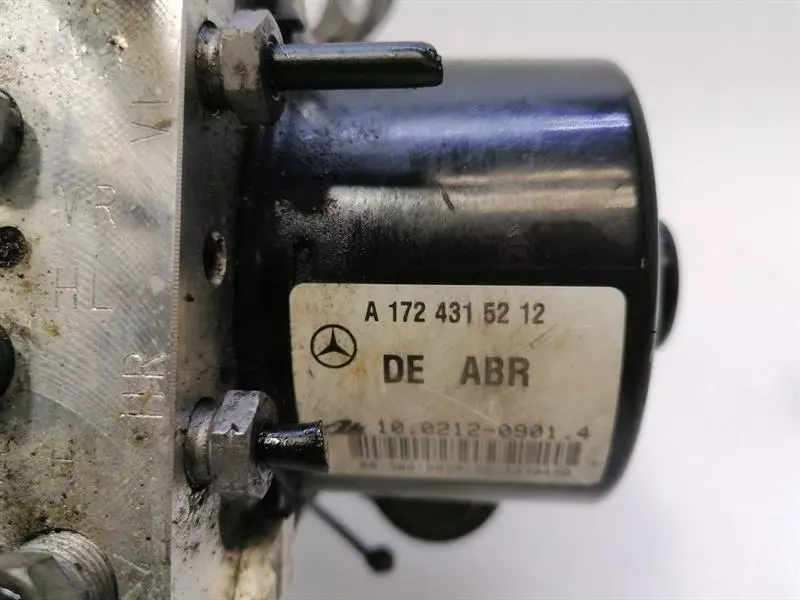 VL
VR
HL
HR
H
A 172 431 52 12
DE ABR
10.0212-0901.4